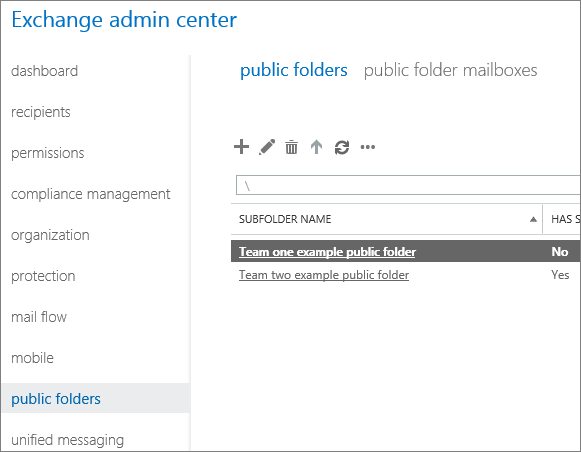 Exchange admin center
dashboard
recipients
permissions
compliance management
organization
protection
mail flow
mobile
public folders
unified messaging
public folders public folder mailboxes
\
SUBFOLDER NAME HAS S
Team one example public folder No
Team two example public folder Yes